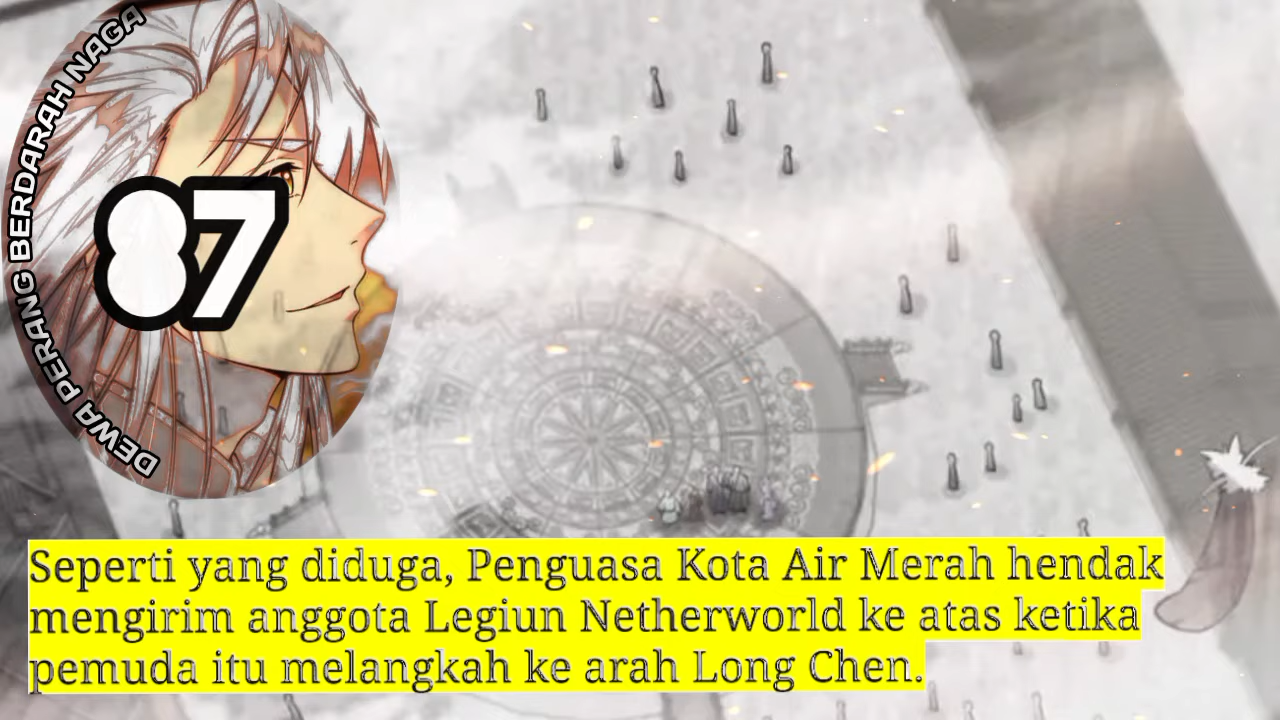 DEWA PERANG BERDARAH NAGA
87
Seperti yang diduga, Penguasa Kota Air Merah hendak
mengirim anggota Legiun Netherworld ke atas ketika
pemuda itu melangkah ke arah Long Chen.